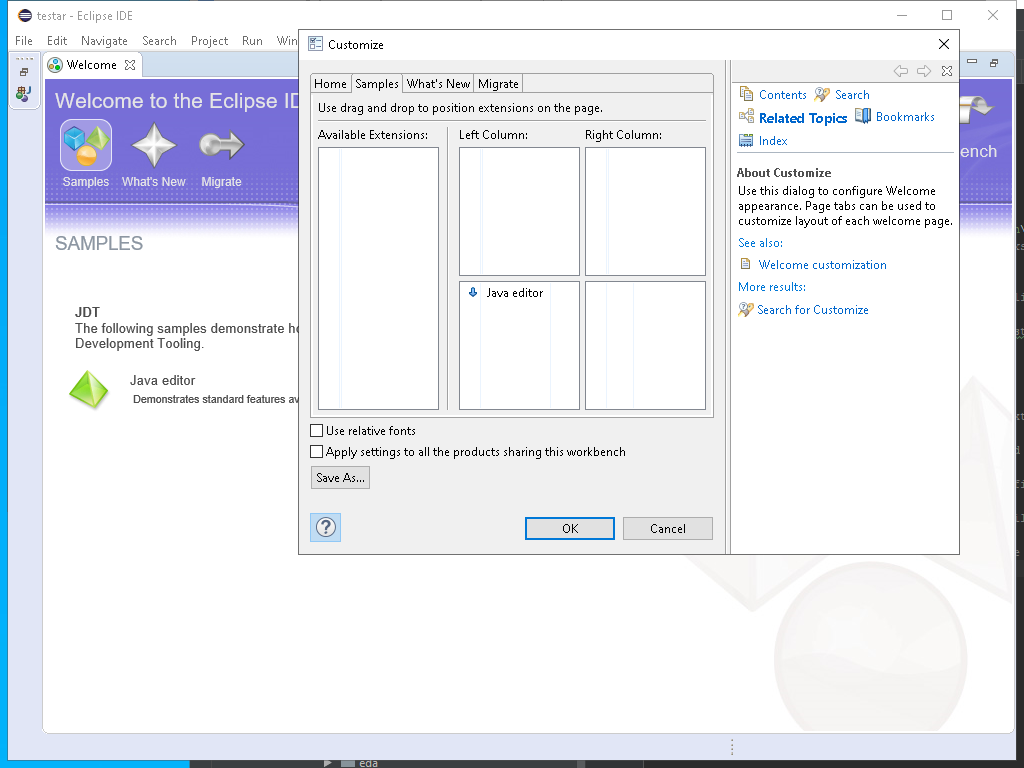 testar - Eclipse IDE
File Edit Navigate Search Project Run Win
Welcome
Welcome to the Eclipse ID
Samples What's New Migrate
ench
SAMPLES
JDT
The following samples demonstrate ho
Development Tooling.
Java editor
Demonstrates standard features av
Customize
Home Samples What's New Migrate
Use drag and drop to position extensions on the page.
Available Extensions: Left Column: Right Column:
Java editor
Use relative fonts
Apply settings to all the products sharing this workbench
Save As...
?
OK Cancel
Contents Search
Related Topics Bookmarks
Index
About Customize
Use this dialog to configure Welcome
appearance. Page tabs can be used to
customize layout of each welcome page.
See also:
Welcome customization
More results:
Search for Customize
eda